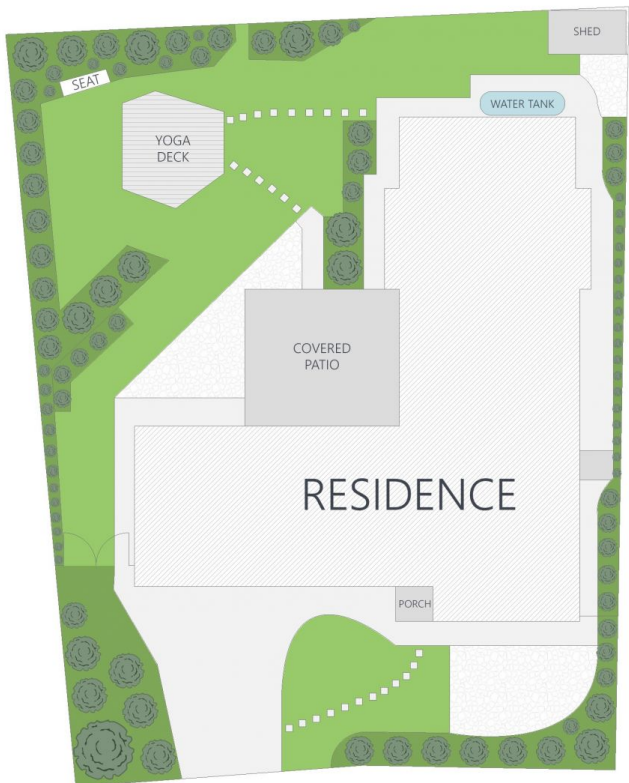 SHED
SEAT
WATER TANK
YOGA
DECK
COVERED
PATIO
RESIDENCE
PORCH